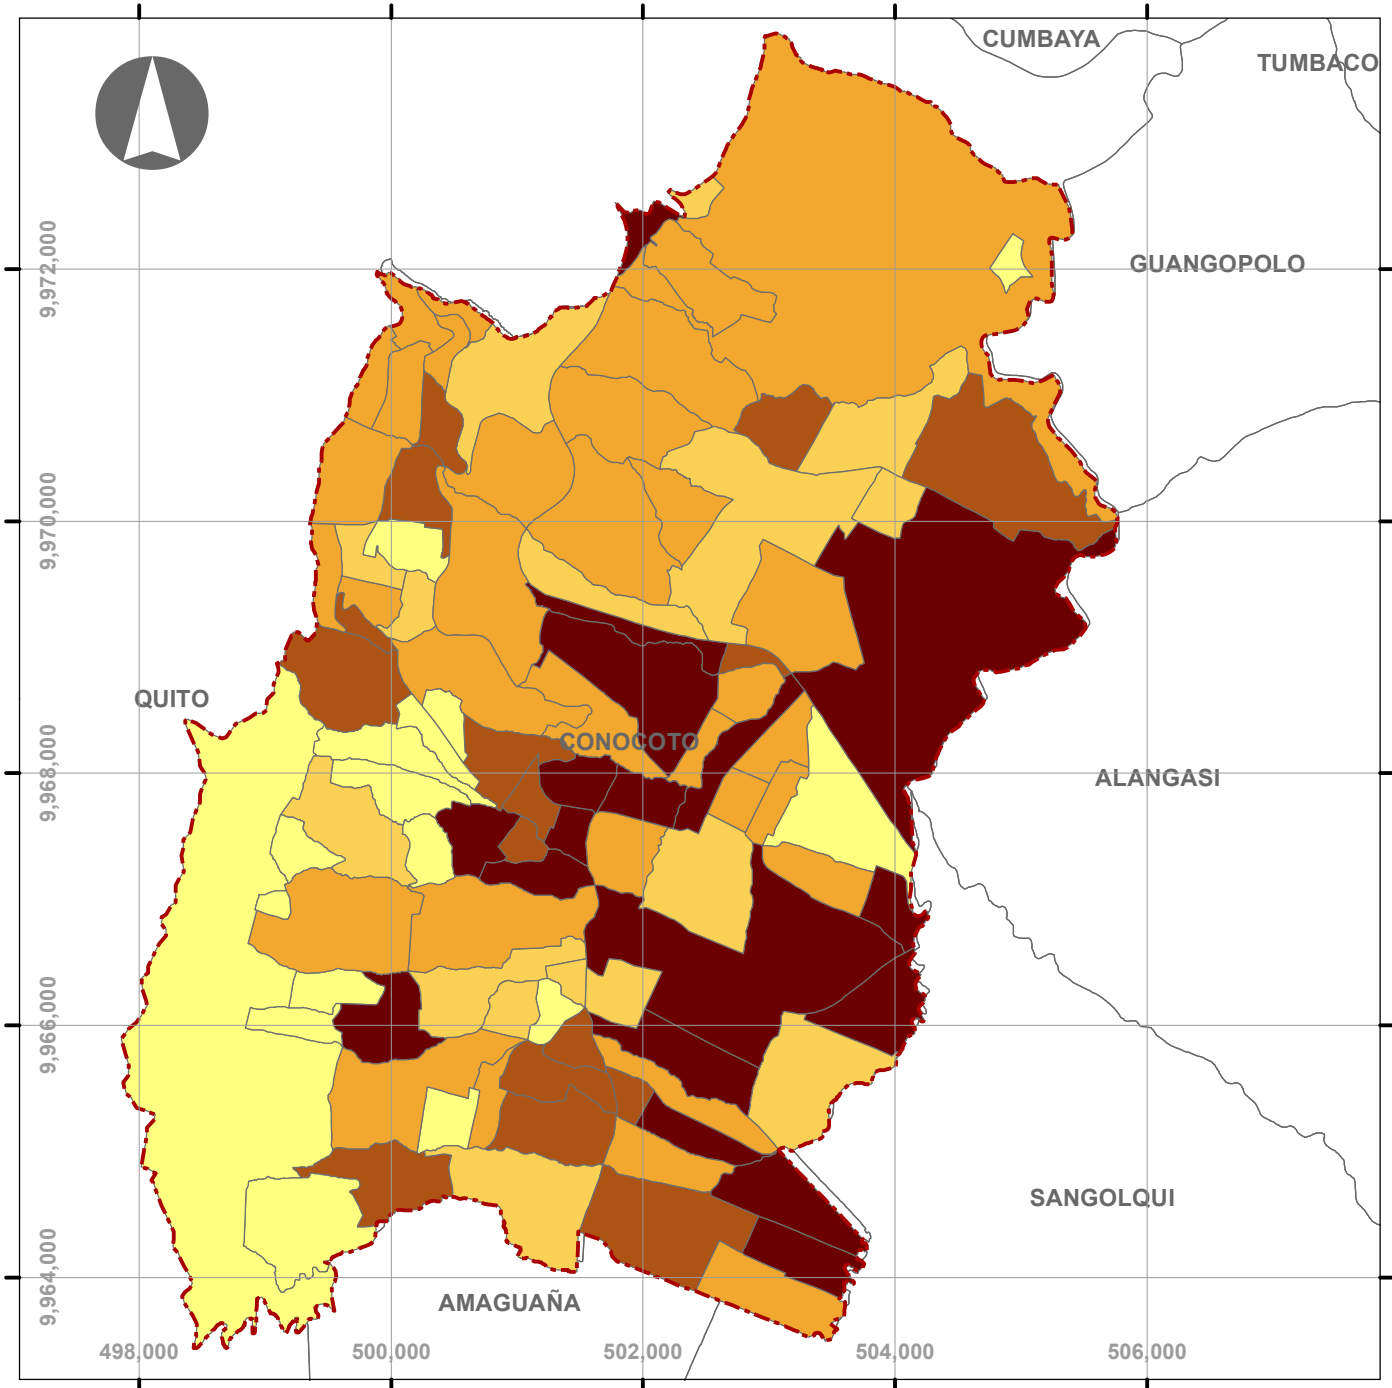 CUMBAYA
TUMBACO
GUANGOPOLO
9,972,000
9,970,000
QUITO
CONOCOTO
9,968,000
ALANGASI
9,966,000
SANGOLQUI
9,964,000
AMAGUAÑA
498,000
500,000
502,000
504,000
506,000